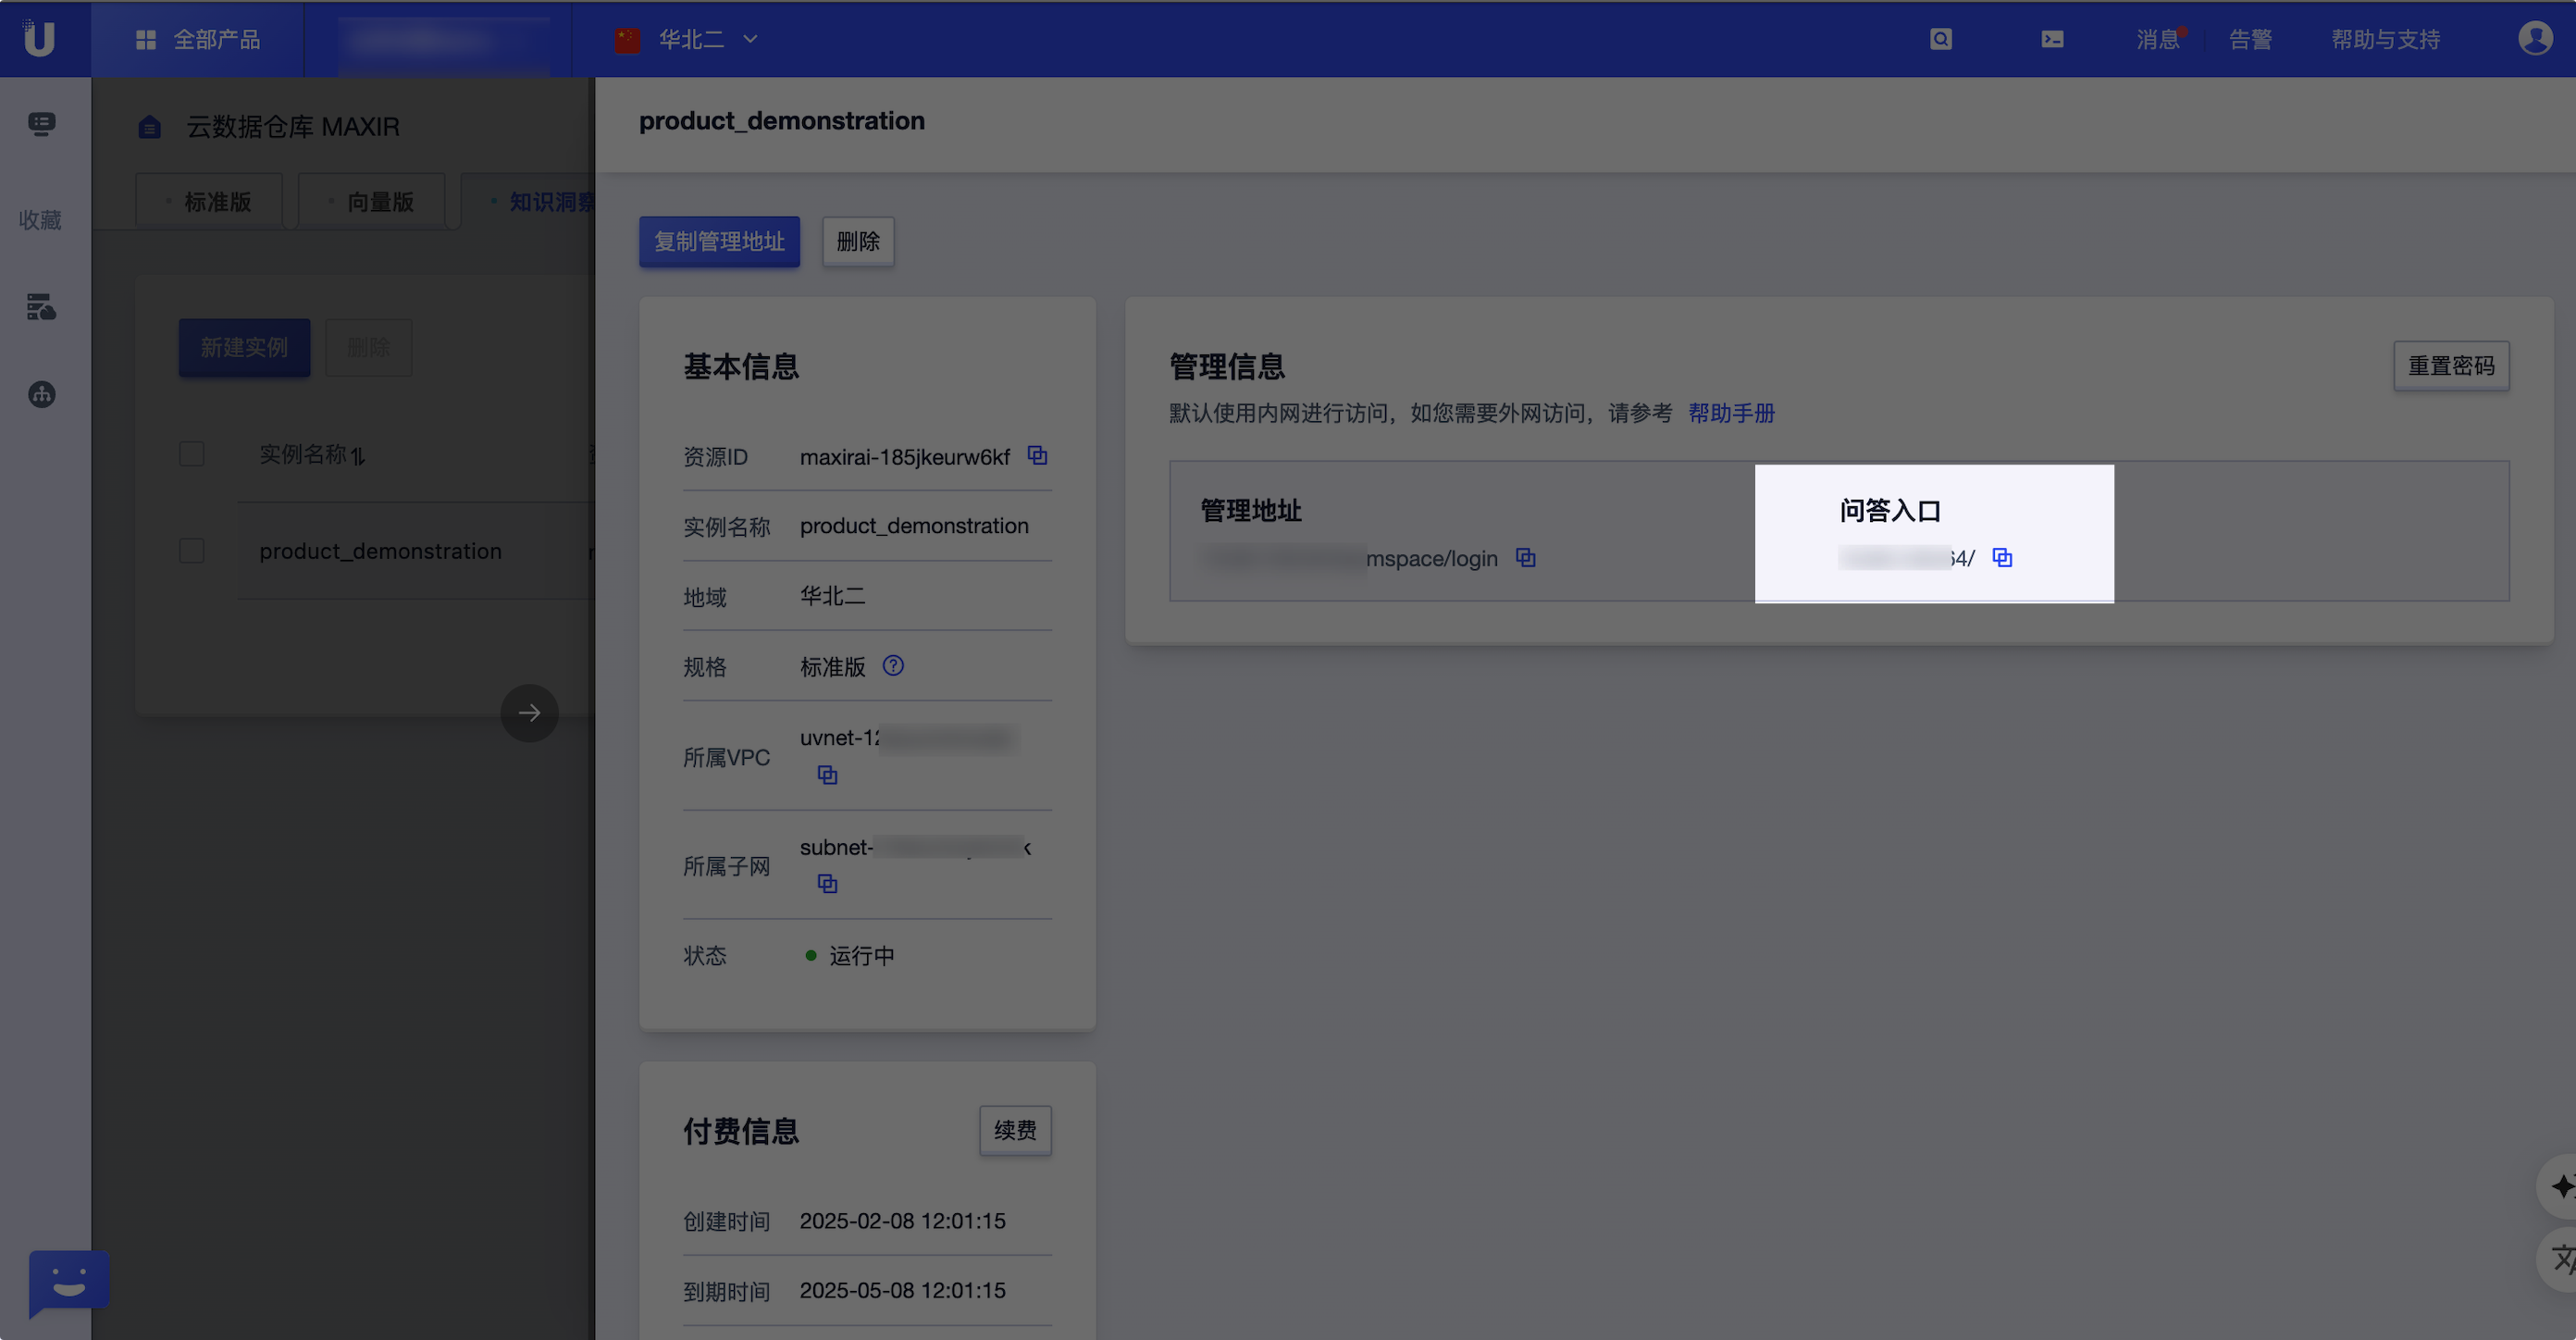 全部产品
华北二
消息
告警
帮助与支持
收藏
云数据仓库 MAXIR
标准版
向量版
知识洞察
新建实例
删除
实例名称
product_demonstration
product_demonstration
复制管理地址
删除
基本信息
资源ID maxirai-185jkeurw6kf
实例名称 product_demonstration
地域 华北二
规格 标准版
所属VPC uvnet-12
所属子网 subnet- k
状态 运行中
付费信息
续费
创建时间 2025-02-08 12:01:15
到期时间 2025-05-08 12:01:15
管理信息
重置密码
默认使用内网进行访问，如您需要外网访问，请参考 帮助手册
管理地址
mspace/login
问答入口
64/